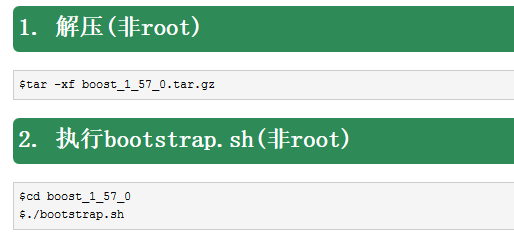 1. 解压(非root)
$tar -xf boost_1_57_0.tar.gz
2. 执行bootstrap.sh(非root)
$cd boost_1_57_0
$./bootstrap.sh